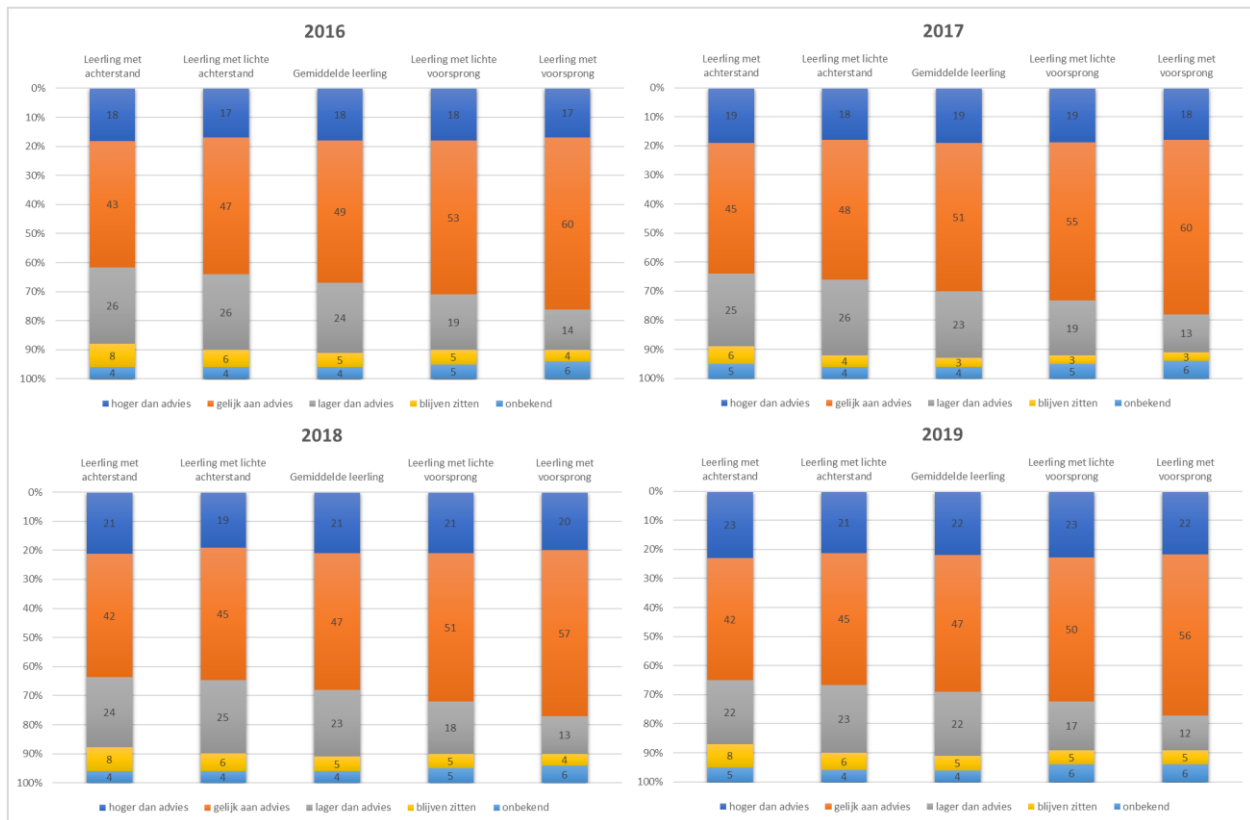 2016
Leerling met achterstand
Leerling met lichte achterstand
Gemiddelde leerling
Leerling met lichte voorsprong
Leerling met voorsprong
0%
18 17 18 18 17
10%
20%
30%
40%
43 47 49 53 60
50%
60%
70%
26 26 24 19 14
80%
90%
8 6 5 5 4
4 4 4 5 6
100%
hoger dan advies gelijk aan advies lager dan advies blijven zitten onbekend
2017
Leerling met achterstand
Leerling met lichte achterstand
Gemiddelde leerling
Leerling met lichte voorsprong
Leerling met voorsprong
0%
19 18 19 19 18
10%
20%
30%
40%
45 48 51 55 60
50%
60%
70%
25 26 23 19 13
80%
90%
6 4 3 3 3
5 4 4 5 6
100%
hoger dan advies gelijk aan advies lager dan advies blijven zitten onbekend
2018
Leerling met achterstand
Leerling met lichte achterstand
Gemiddelde leerling
Leerling met lichte voorsprong
Leerling met voorsprong
0%
21 19 21 21 20
10%
20%
30%
40%
42 45 47 51 57
50%
60%
70%
24 25 23 18 13
80%
90%
8 6 5 5 4
4 4 4 5 6
100%
hoger dan advies gelijk aan advies lager dan advies blijven zitten onbekend
2019
Leerling met achterstand
Leerling met lichte achterstand
Gemiddelde leerling
Leerling met lichte voorsprong
Leerling met voorsprong
0%
23 21 22 23 22
10%
20%
30%
40%
42 45 47 50 56
50%
60%
70%
22 23 22 17 12
80%
90%
8 6 5 5 5
5 4 4 6 6
100%
hoger dan advies gelijk aan advies lager dan advies blijven zitten onbekend